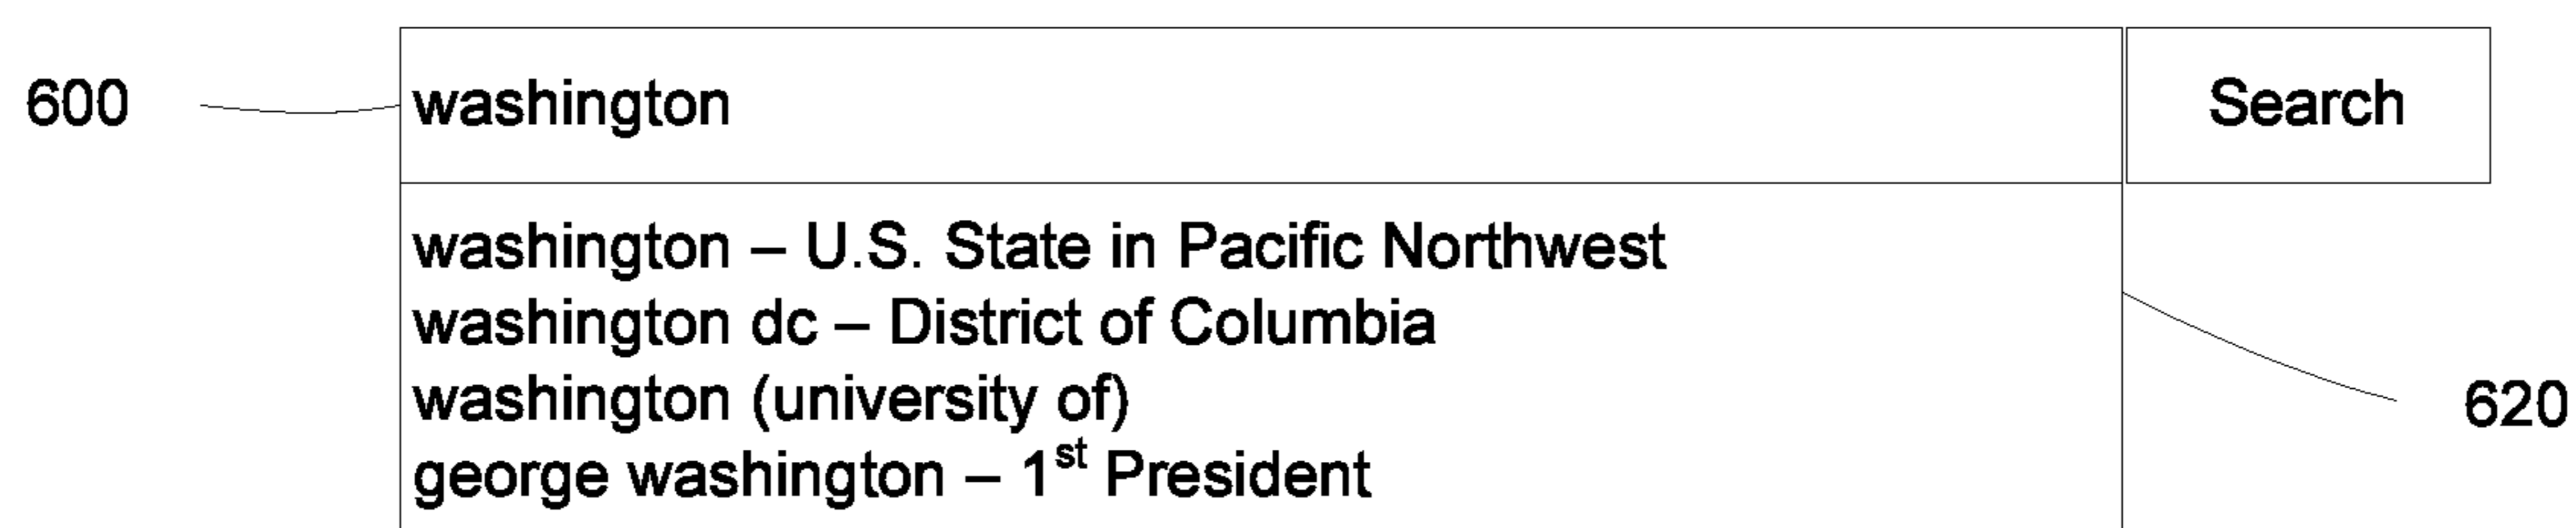 600 washington Search
washington – U.S. State in Pacific Northwest
washington dc – District of Columbia
washington (university of)
620
george washington – 1st President